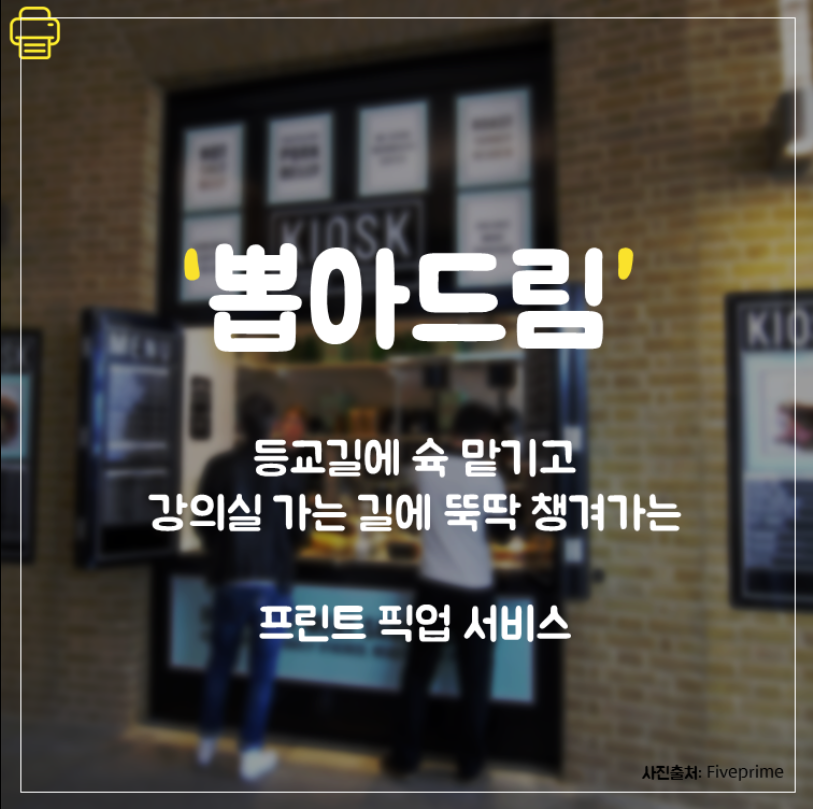 KIOSK
'뽑아드림'
MENU
등교길에 슉 맡기고
강의실 가는 길에 뚝딱 챙겨가는
프린트 픽업 서비스
사진출처: Fiveprime